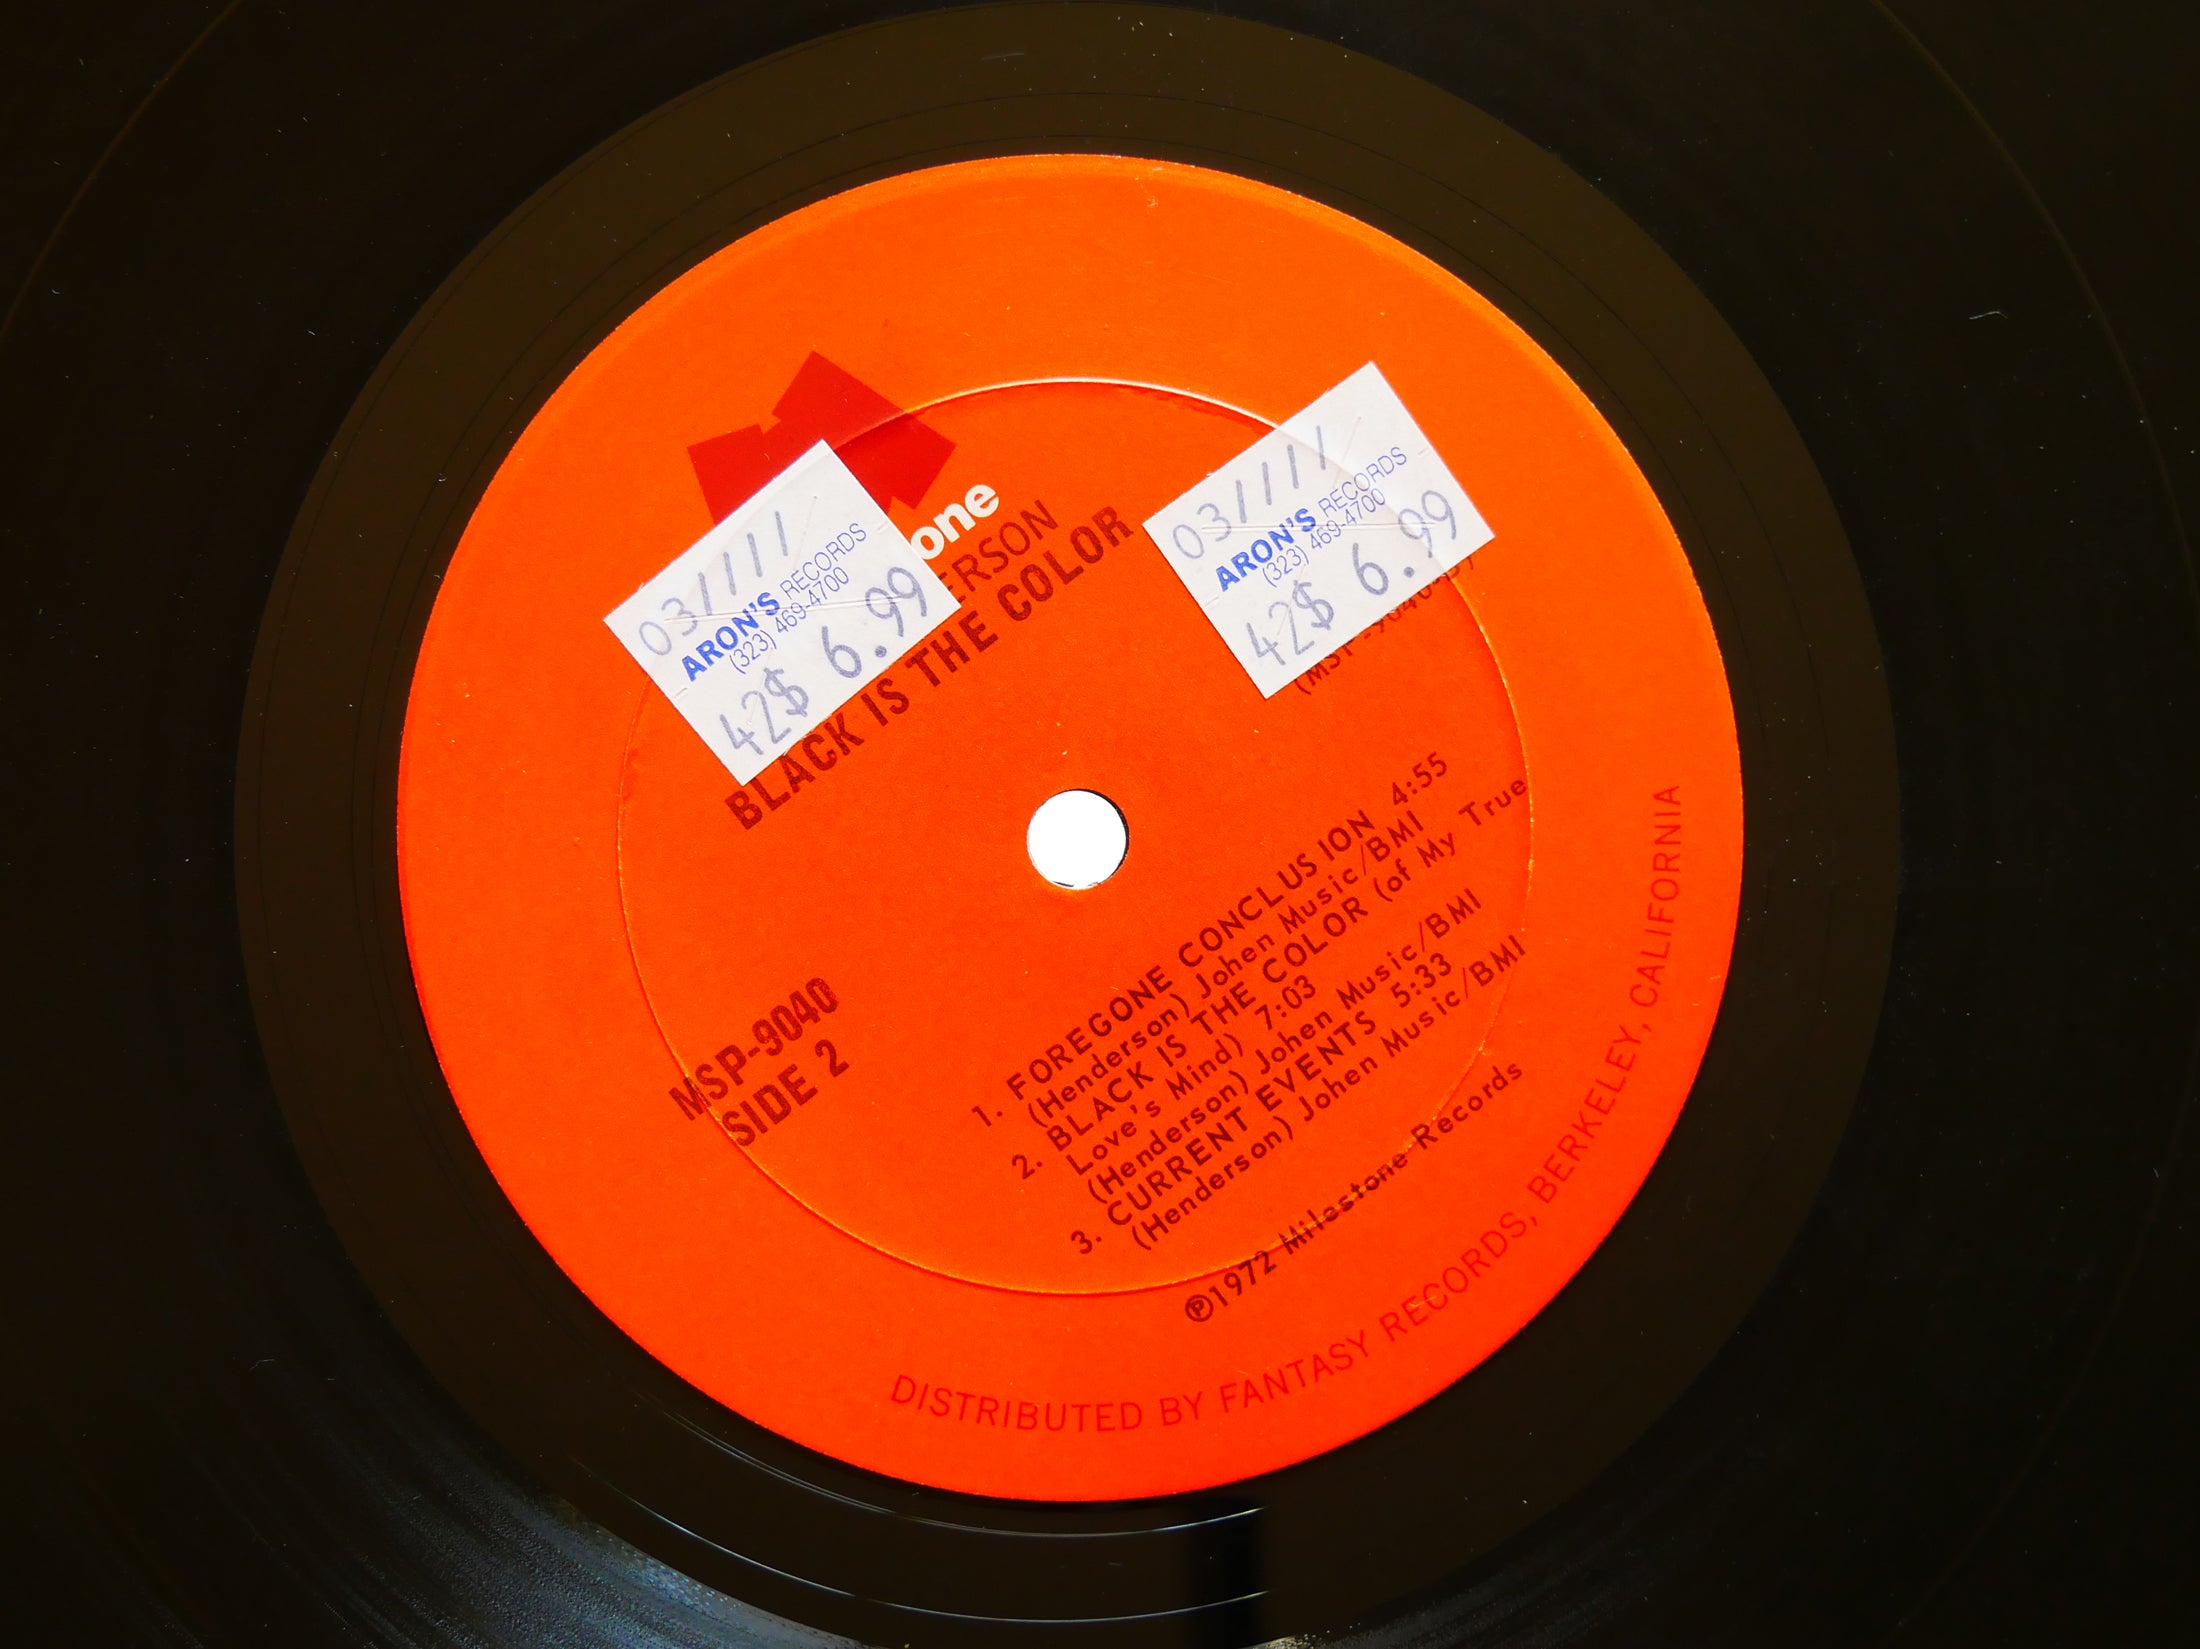 03/111
ARON'S RECORDS
(323) 469-4700
42$ 6.99
one
ERSON
BLACK IS THE COLOR
03/111
ARON'S RECORDS
(323) 469-4700
42$ 6.99
MSP-9040
SIDE 2
1. FOREGONE CONCLUSION 4:55
(Henderson) Johen Music/BMI
2. BLACK IS THE COLOR (of My True
Love's Mind) 7:03
(Henderson) Johen Music/BMI
3. CURRENT EVENTS 5:33
(Henderson) Johen Music/BMI
℗1972 Milestone Records
DISTRIBUTED BY FANTASY RECORDS, BERKELEY, CALIFORNIA